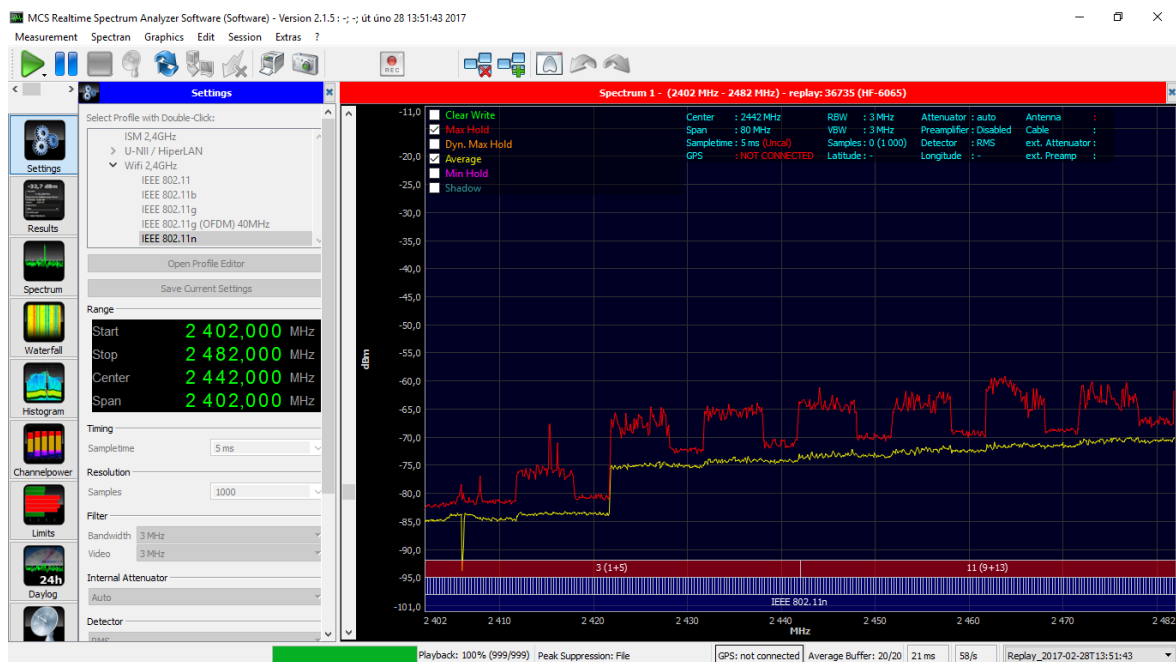 MCS Realtime Spectrum Analyzer Software (Software) - Version 2.1.5 : -; -; út úno 28 13:51:43 2017
Measurement Spectran Graphics Edit Session Extras ?
REC
Settings
Spectrum 1 - (2402 MHz - 2482 MHz) - replay: 36735 (HF-6065)
Settings
Results
Spectrum
Waterfall
Histogram
Channelpower
Limits
24h
Daylog
Select Profile with Double-Click:
ISM 2,4GHz
U-NII / HiperLAN
Wifi 2,4GHz
IEEE 802.11
IEEE 802.11b
IEEE 802.11g
IEEE 802.11g (OFDM) 40MHz
IEEE 802.11n
Open Profile Editor
Save Current Settings
Range
Start 2 402,000 MHz
Stop 2 482,000 MHz
Center 2 442,000 MHz
Span 2 402,000 MHz
Timing
Sampletime 5 ms
Resolution
Samples 1000
Filter
Bandwidth 3 MHz
Video 3 MHz
Internal Attenuator
Auto
Detector
RMS
Clear Write
Max Hold
Dyn. Max Hold
Average
Min Hold
Shadow
Center : 2442 MHz RBW : 3 MHz Attenuator : auto Antenna :
Span : 80 MHz VBW : 3 MHz Preamplifier : Disabled Cable :
Sampletime : 5 ms (Uncal) Samples : 0 (1 000) Detector : RMS ext. Attenuator :
GPS : NOT CONNECTED Latitude : - Longitude : - ext. Preamp :
-11,0
-20,0
-25,0
-30,0
-35,0
-40,0
-45,0
-50,0
-55,0
-60,0
-65,0
-70,0
-75,0
-80,0
-85,0
-90,0
-95,0
-101,0
dBm
3 (1+5) 11 (9+13)
IEEE 802.11n
2 402 2 410 2 420 2 430 2 440 2 450 2 460 2 470 2 482
MHz
Playback: 100% (999/999) Peak Suppression: File GPS: not connected Average Buffer: 20/20 21 ms 58/s Replay_2017-02-28T13:51:43